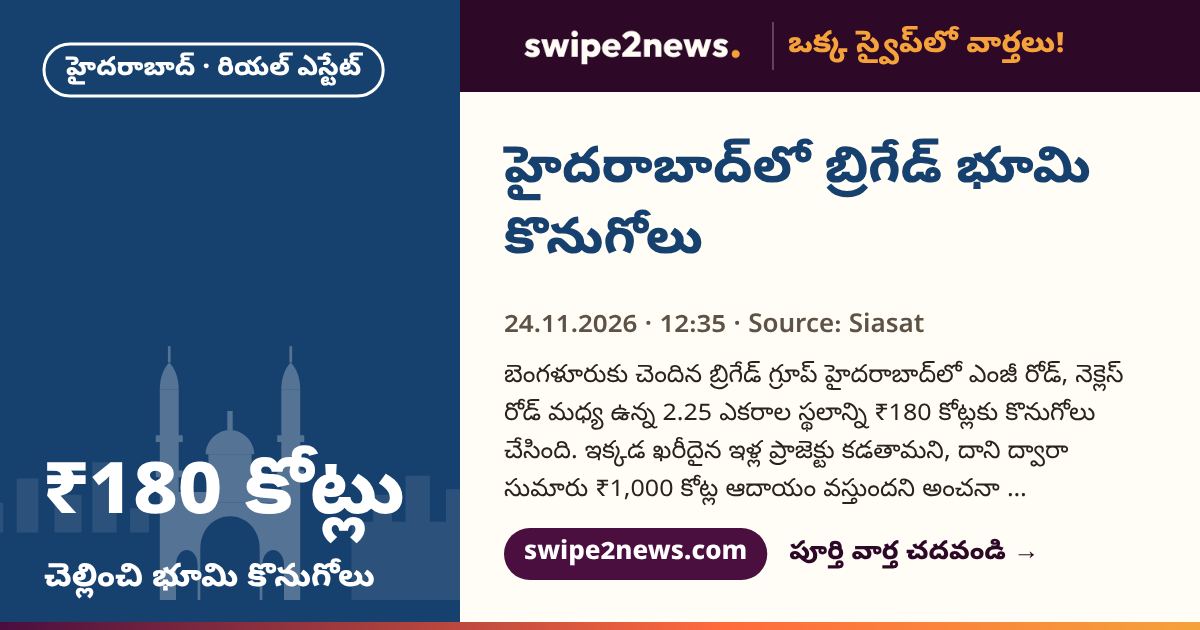 హైదరాబాద్ · రియల్ ఎస్టేట్
₹180 కోట్లు
చెల్లించి భూమి కొనుగోలు
swipe2news.
ఒక్క స్వైప్‌లో వార్తలు!
హైదరాబాద్‌లో బ్రిగేడ్ భూమి
కొనుగోలు
24.11.2026 · 12:35 · Source: Siasat
బెంగళూరుకు చెందిన బ్రిగేడ్ గ్రూప్ హైదరాబాద్‌లో ఎంజీ రోడ్, నెక్లెస్
రోడ్ మధ్య ఉన్న 2.25 ఎకరాల స్థలాన్ని ₹180 కోట్లకు కొనుగోలు
చేసింది. ఇక్కడ ఖరీదైన ఇళ్ల ప్రాజెక్టు కడతామని, దాని ద్వారా
సుమారు ₹1,000 కోట్ల ఆదాయం వస్తుందని అంచనా ...
swipe2news.com
పూర్తి వార్త చదవండి →